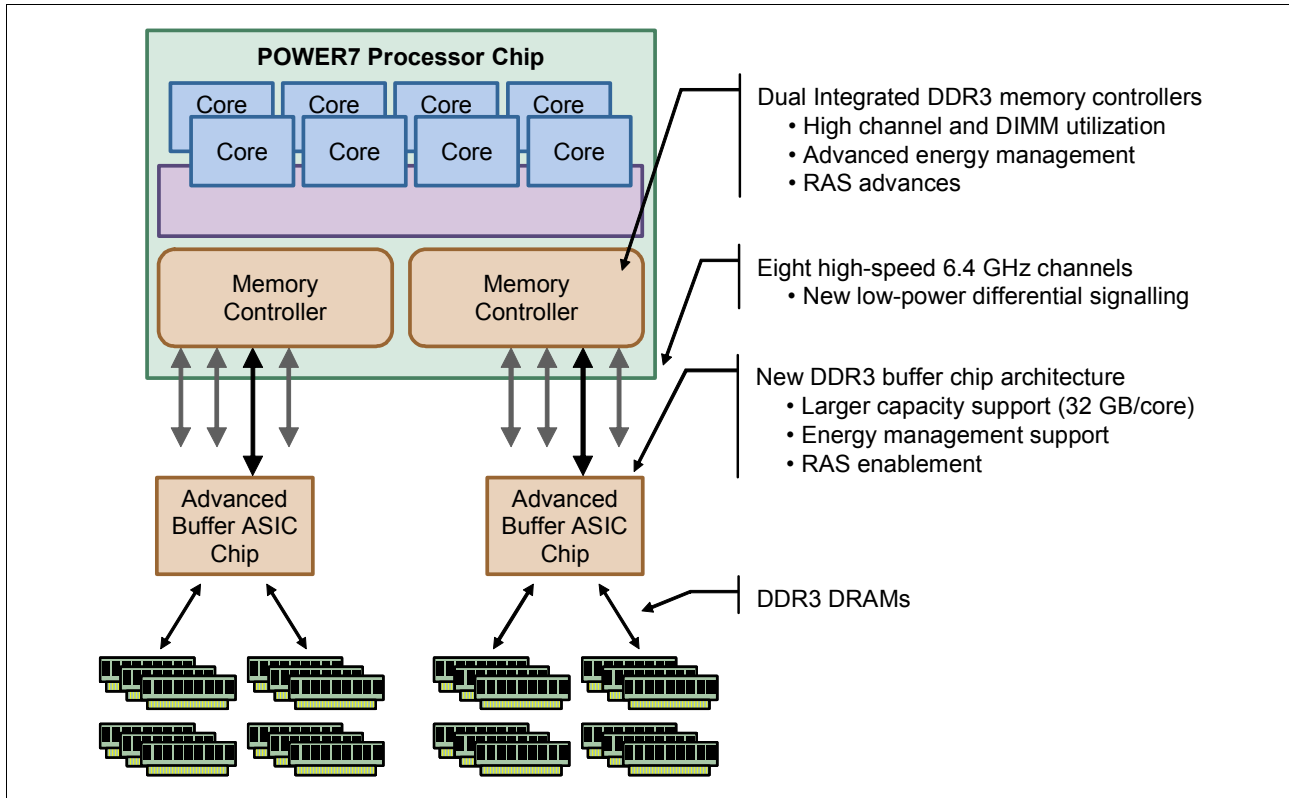 POWER7 Processor Chip
Core Core Core Core
Core Core Core Core
Memory
Controller
Memory
Controller
Advanced
Buffer ASIC
Chip
Advanced
Buffer ASIC
Chip
Dual Integrated DDR3 memory controllers
• High channel and DIMM utilization
• Advanced energy management
• RAS advances
Eight high-speed 6.4 GHz channels
• New low-power differential signalling
New DDR3 buffer chip architecture
• Larger capacity support (32 GB/core)
• Energy management support
• RAS enablement
DDR3 DRAMs